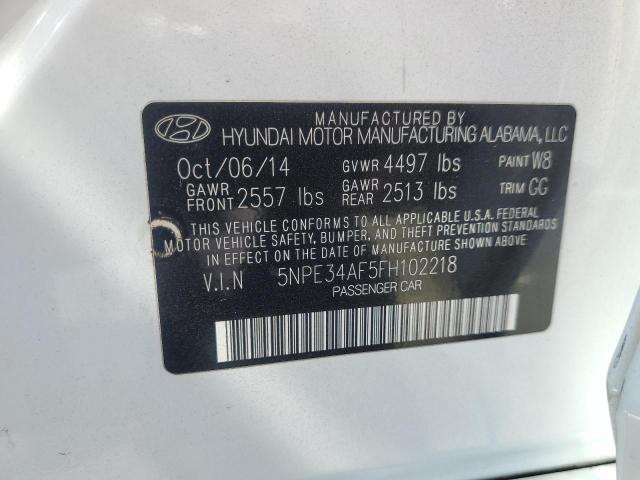 MANUFACTURED BY
HYUNDAI MOTOR MANUFACTURING ALABAMA, LLC
Oct/06/14 GVWR 4497 lbs PAINT W8
GAWR FRONT 2557 lbs GAWR REAR 2513 lbs TRIM GG
THIS VEHICLE CONFORMS TO ALL APPLICABLE U.S.A. FEDERAL
MOTOR VEHICLE SAFETY, BUMPER, AND THEFT PREVENTION STANDARDS
IN EFFECT ON THE DATE OF MANUFACTURE SHOWN ABOVE.
V.I.N 5NPE34AF5FH102218
PASSENGER CAR